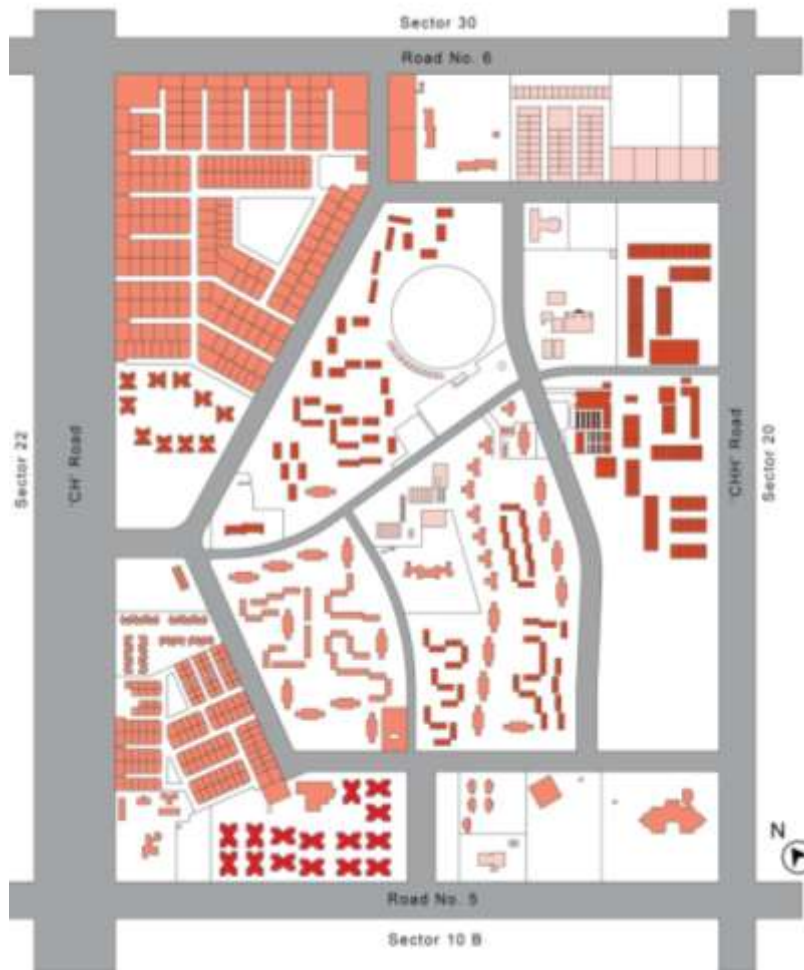 Sector 30
Road No. 6
Sector 22
'CH' Road
'CHH' Road
Sector 20
N
Road No. 5
Sector 10 B